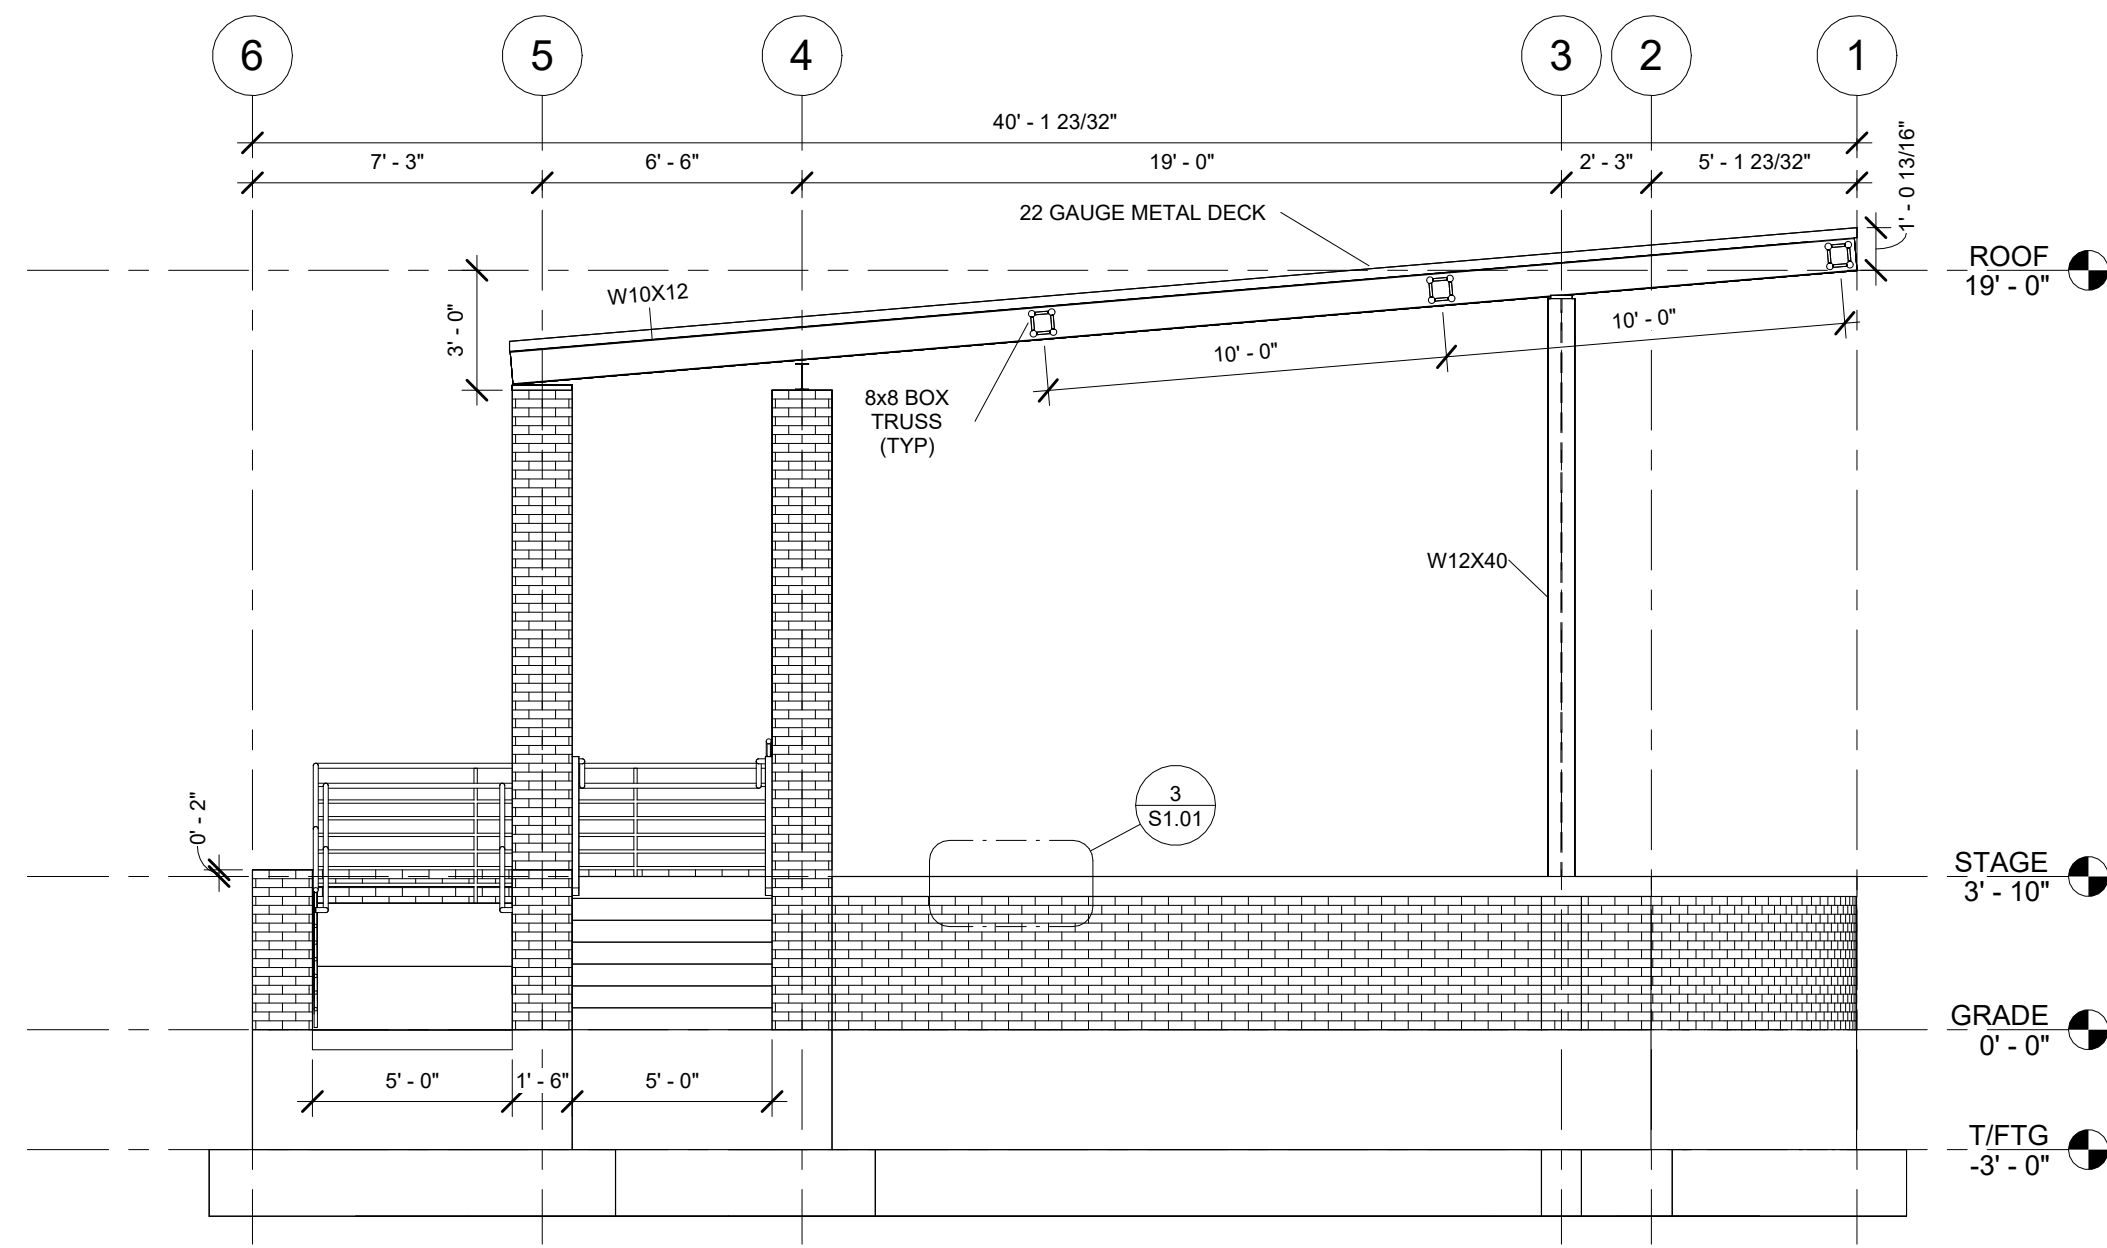 6
5
4
3
2
1
40' - 1 23/32"
7' - 3"
6' - 6"
19' - 0"
2' - 3"
5' - 1 23/32"
1' - 0 13/16"
22 GAUGE METAL DECK
ROOF
19' - 0"
W10X12
3' - 0"
10' - 0"
10' - 0"
8x8 BOX
TRUSS
(TYP)
W12X40
0' - 2"
3
S1.01
STAGE
3' - 10"
GRADE
0' - 0"
5' - 0"
1' - 6"
5' - 0"
T/FTG
-3' - 0"